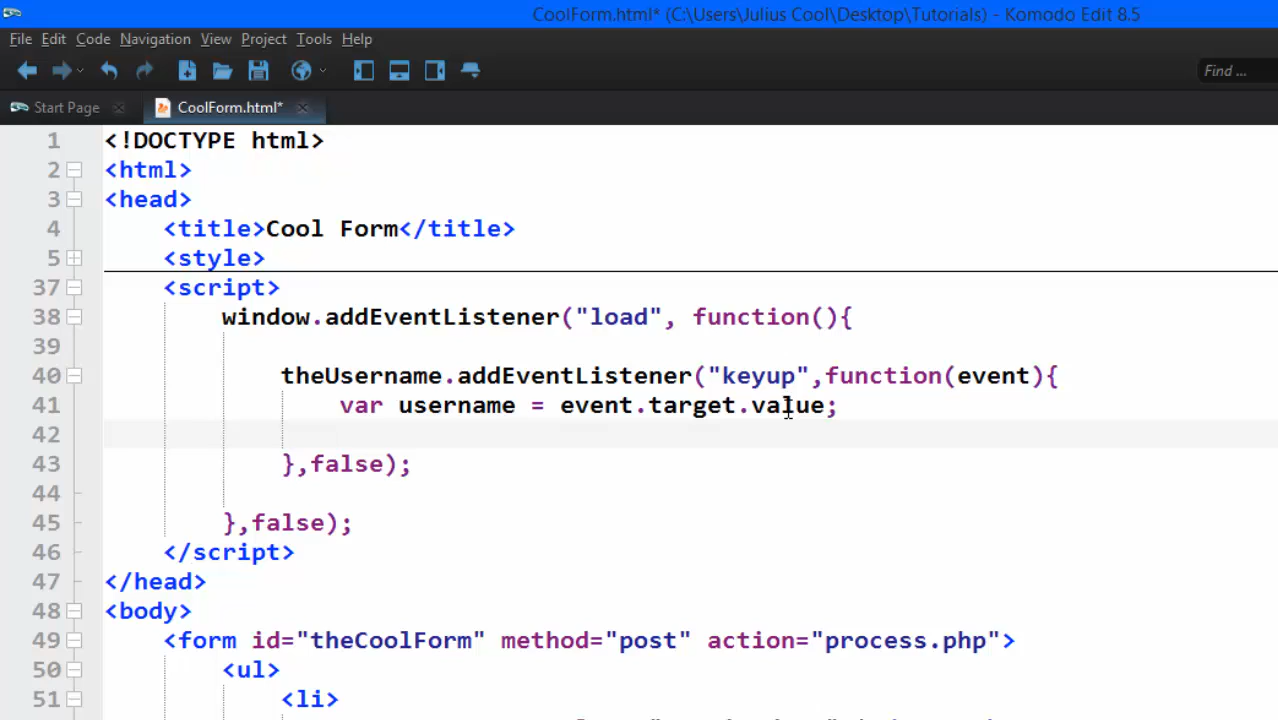 CoolForm.html* (C:\Users\Julius Cool\Desktop\Tutorials) - Komodo Edit 8.5
File Edit Code Navigation View Project Tools Help
Find ...
Start Page CoolForm.html*
1 <!DOCTYPE html>
2 <html>
3 <head>
4 <title>Cool Form</title>
5 <style>
37 <script>
38 window.addEventListener("load", function(){
39
40 theUsername.addEventListener("keyup",function(event){
41 var username = event.target.value;
42
43 },false);
44
45 },false);
46 </script>
47 </head>
48 <body>
49 <form id="theCoolForm" method="post" action="process.php">
50 <ul>
51 <li>